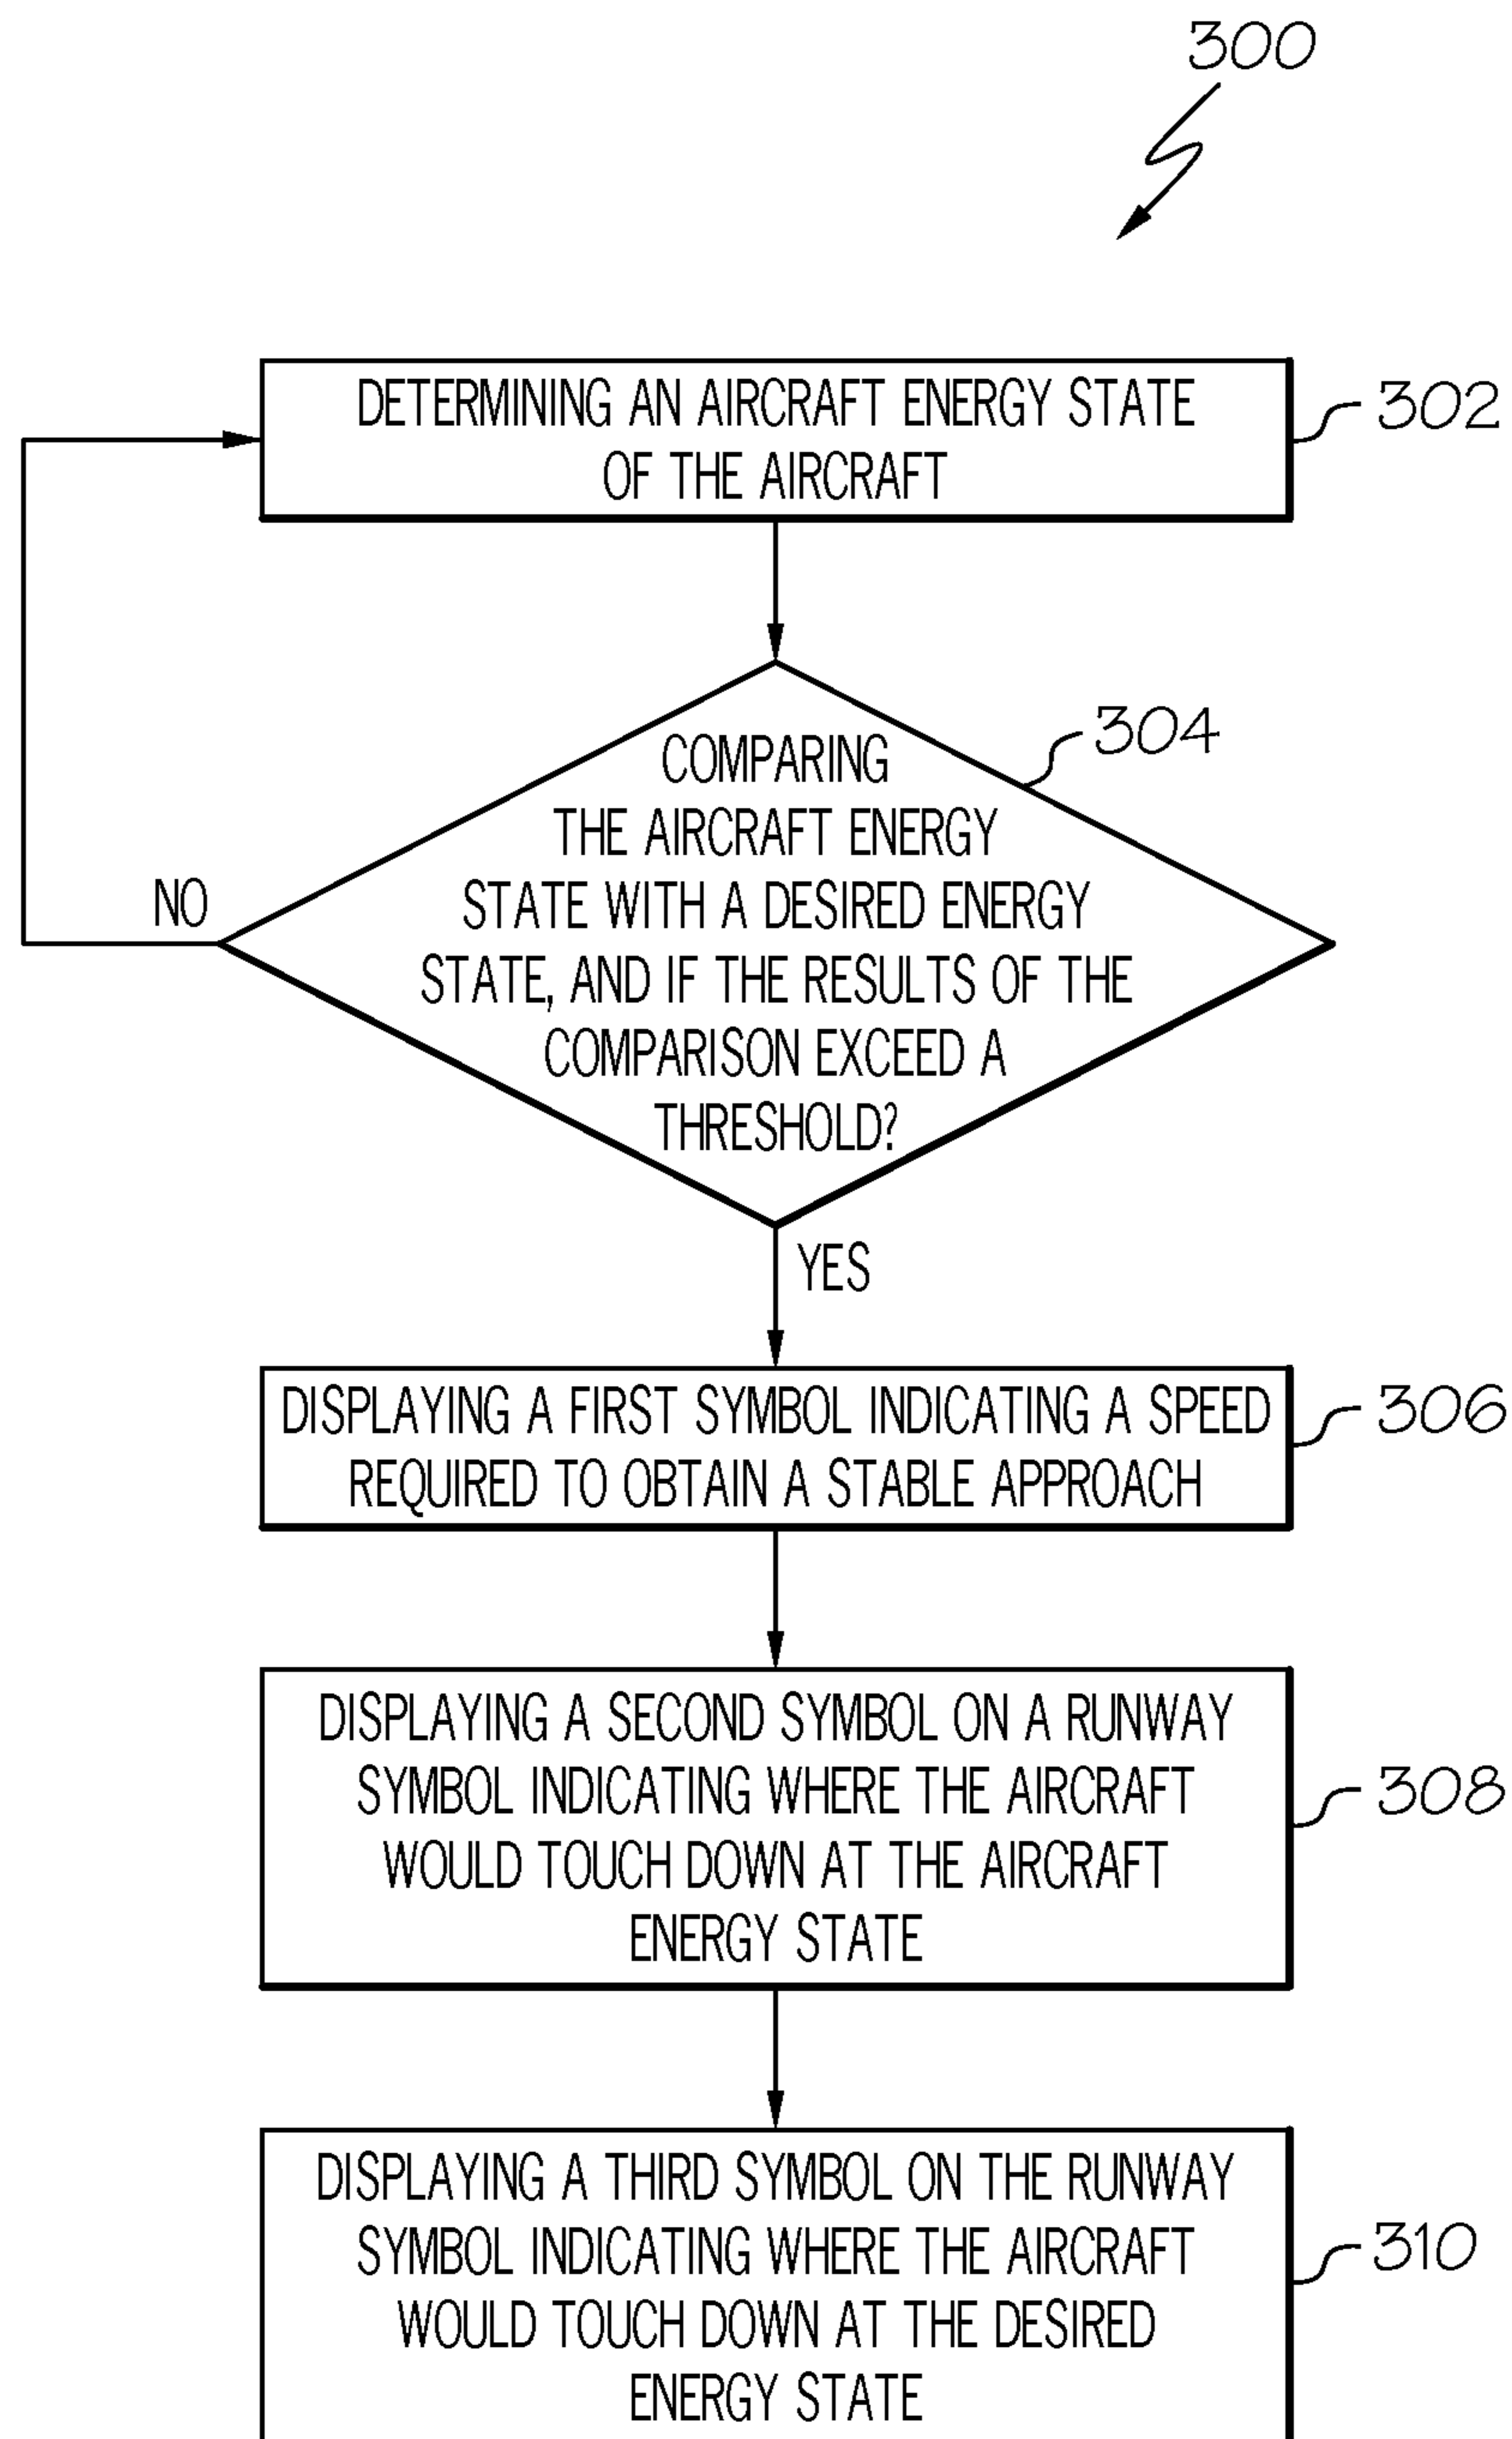 300
DETERMINING AN AIRCRAFT ENERGY STATE
OF THE AIRCRAFT
302
304
COMPARING
THE AIRCRAFT ENERGY
STATE WITH A DESIRED ENERGY
STATE, AND IF THE RESULTS OF THE
COMPARISON EXCEED A
THRESHOLD?
NO
YES
DISPLAYING A FIRST SYMBOL INDICATING A SPEED
REQUIRED TO OBTAIN A STABLE APPROACH
306
DISPLAYING A SECOND SYMBOL ON A RUNWAY
SYMBOL INDICATING WHERE THE AIRCRAFT
WOULD TOUCH DOWN AT THE AIRCRAFT
ENERGY STATE
308
DISPLAYING A THIRD SYMBOL ON THE RUNWAY
SYMBOL INDICATING WHERE THE AIRCRAFT
WOULD TOUCH DOWN AT THE DESIRED
ENERGY STATE
310